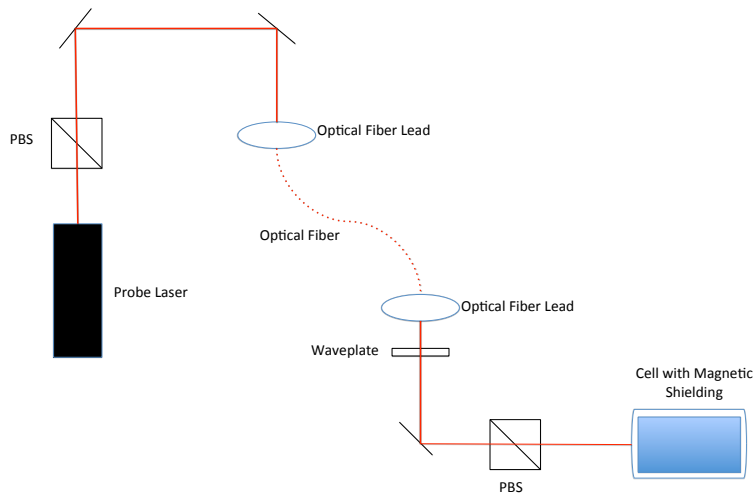 Optical Fiber Lead
PBS
Optical Fiber
Probe Laser
Optical Fiber Lead
Waveplate
Cell with Magnetic
Shielding
PBS